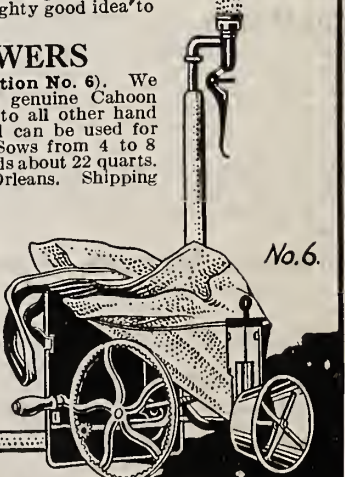 ghty good idea to
WERS
tion No. 6). We
genuine Cahoon
to all other hand
l can be used for
Sows from 4 to 8
ds about 22 quarts.
Orleans. Shipping
No. 6.